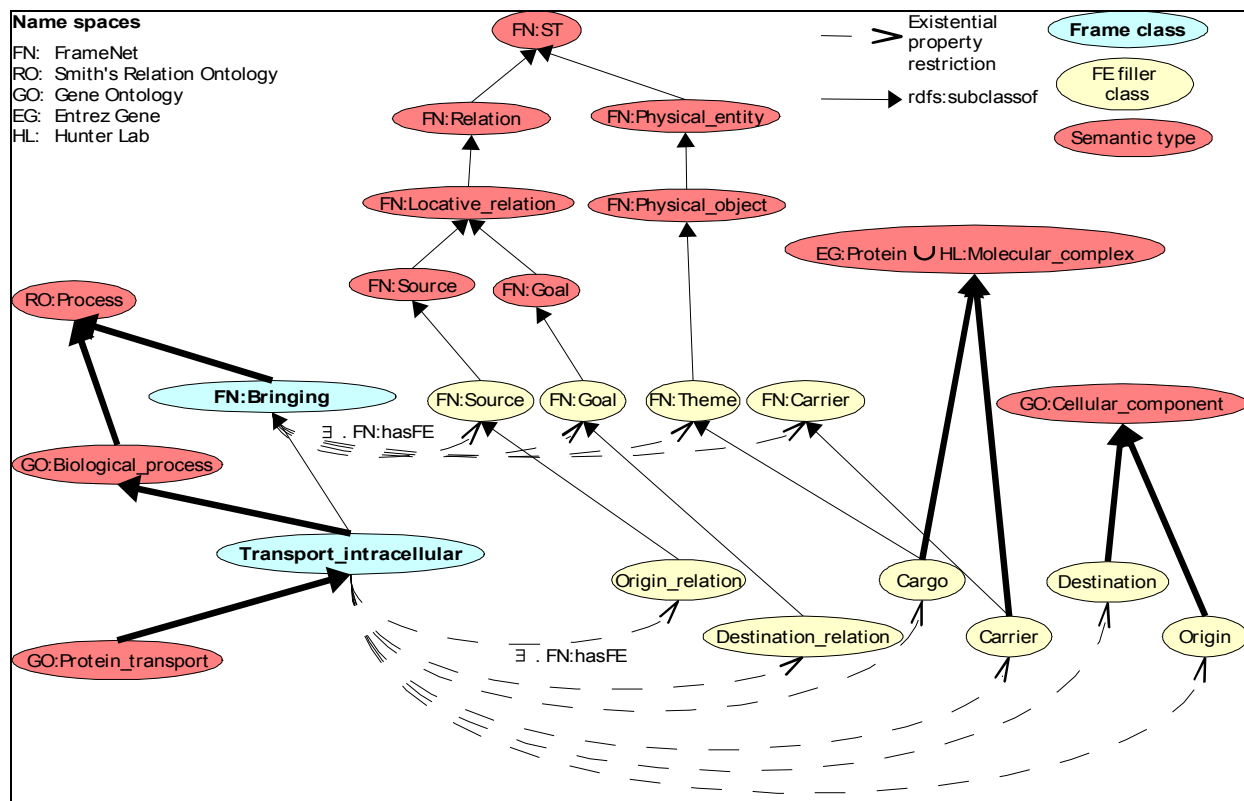 Name spaces
FN: FrameNet
RO: Smith's Relation Ontology
GO: Gene Ontology
EG: Entrez Gene
HL: Hunter Lab
Existential
property
restriction
rdfs:subclassof
Frame class
FE filler
class
Semantic type
FN:ST
FN:Relation
FN:Physical_entity
FN:Locative_relation
FN:Physical_object
EG:Protein ∪ HL:Molecular_complex
FN:Source
FN:Goal
RO:Process
FN:Bringing
FN:Source
FN:Goal
FN:Theme
FN:Carrier
GO:Cellular_component
∃ . FN:hasFE
GO:Biological_process
Transport_intracellular
Origin_relation
Cargo
Destination
Destination_relation
Carrier
Origin
GO:Protein_transport
∃ . FN:hasFE